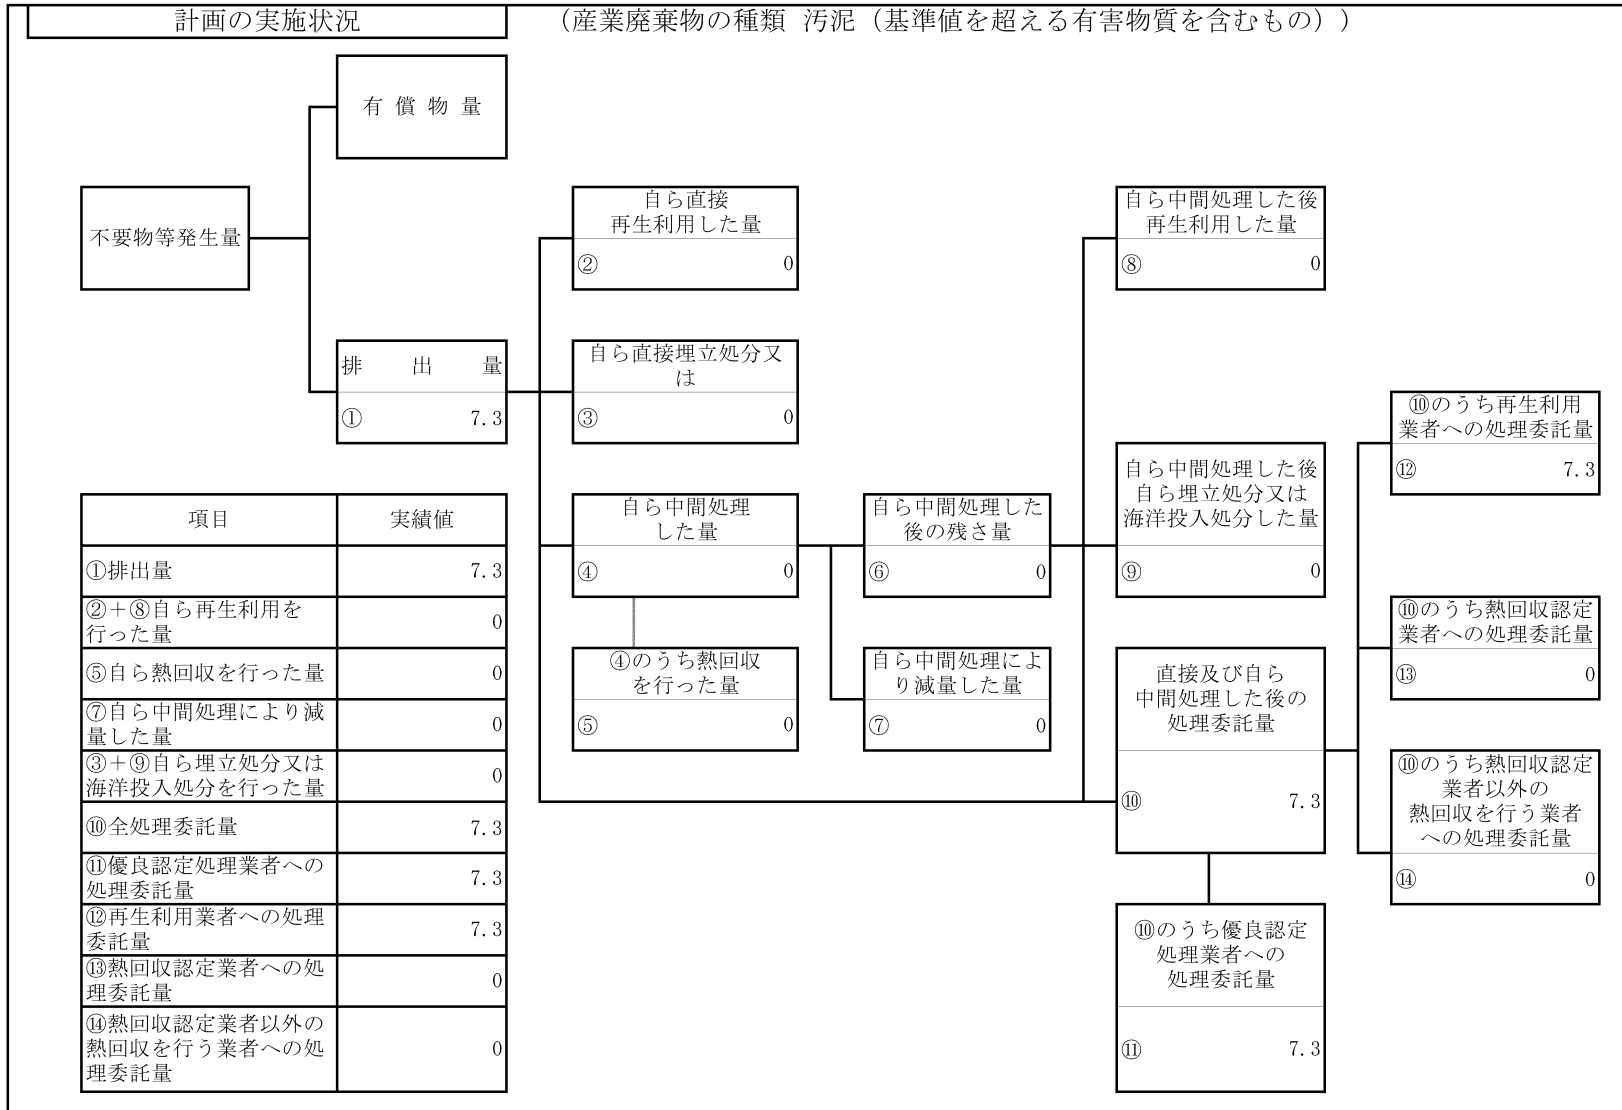 計画の実施状況
（産業廃棄物の種類 汚泥（基準値を超える有害物質を含むもの））
有 償 物 量
不要物等発生量
自ら直接
再生利用した量
② 0
自ら中間処理した後
再生利用した量
⑧ 0
排 出 量
① 7.3
自ら直接埋立処分又
は
③ 0
⑩のうち再生利用
業者への処理委託量
⑫ 7.3
自ら中間処理した後
自ら埋立処分又は
海洋投入処分した量
⑨ 0
自ら中間処理
した量
④ 0
自ら中間処理した
後の残さ量
⑥ 0
④のうち熱回収
を行った量
⑤ 0
自ら中間処理によ
り減量した量
⑦ 0
直接及び自ら
中間処理した後の
処理委託量
⑩ 7.3
⑩のうち熱回収認定
業者への処理委託量
⑬ 0
⑩のうち熱回収認定
業者以外の
熱回収を行う業者
への処理委託量
⑭ 0
⑩のうち優良認定
処理業者への
処理委託量
⑪ 7.3
項目 実績値
①排出量 7.3
②＋⑧自ら再生利用を
行った量 0
⑤自ら熱回収を行った量 0
⑦自ら中間処理により減
量した量 0
③＋⑨自ら埋立処分又は
海洋投入処分を行った量 0
⑩全処理委託量 7.3
⑪優良認定処理業者への
処理委託量 7.3
⑫再生利用業者への処理
委託量 7.3
⑬熱回収認定業者への処
理委託量 0
⑭熱回収認定業者以外の
熱回収を行う業者への処
理委託量 0